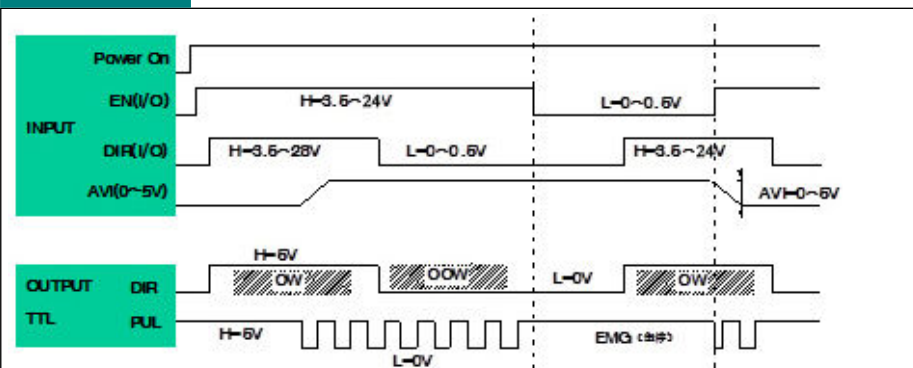 Power On
EN(I/O)
H=3.5~24V
L=0~0.5V
INPUT
DIR(I/O)
H=3.5~28V
L=0~0.5V
H=3.5~24V
AVI(0~5V)
AVI=0~5V
H=5V
OUTPUT
DIR
CW
CCW
L=0V
CW
TTL
PUL
H=5V
EMG
L=0V